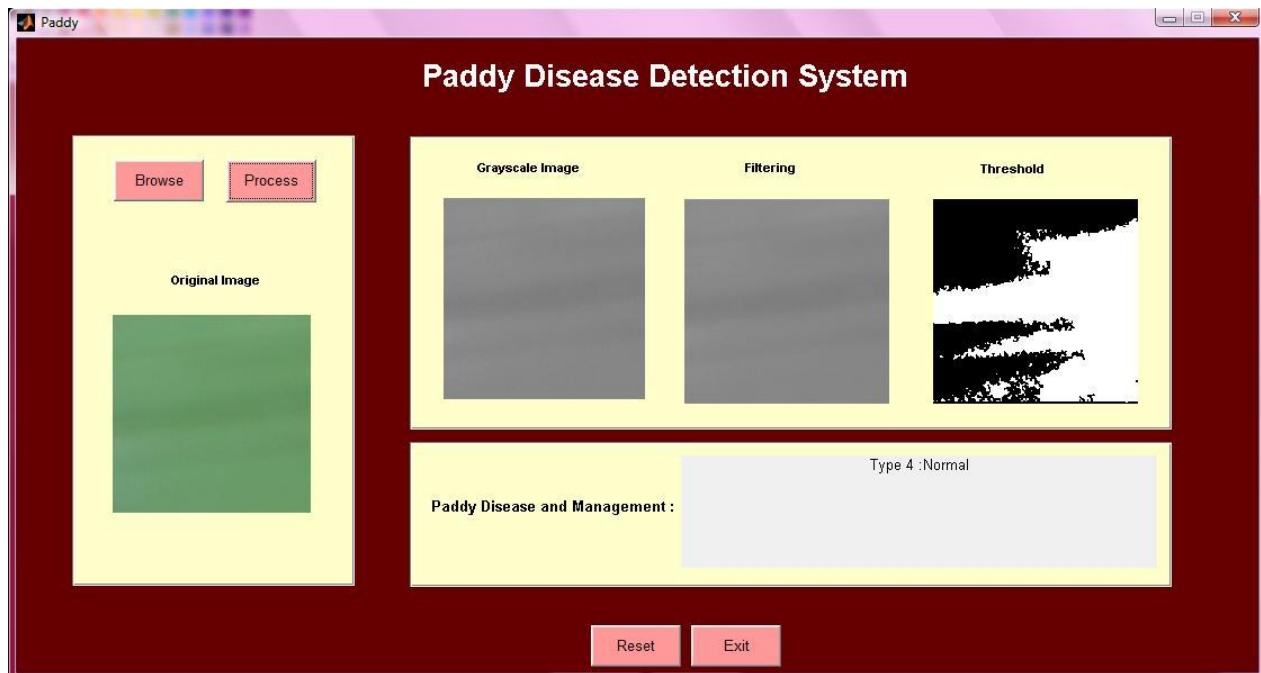 Paddy
Paddy Disease Detection System
Browse
Process
Original Image
Grayscale Image
Filtering
Threshold
Paddy Disease and Management :
Type 4 :Normal
Reset
Exit